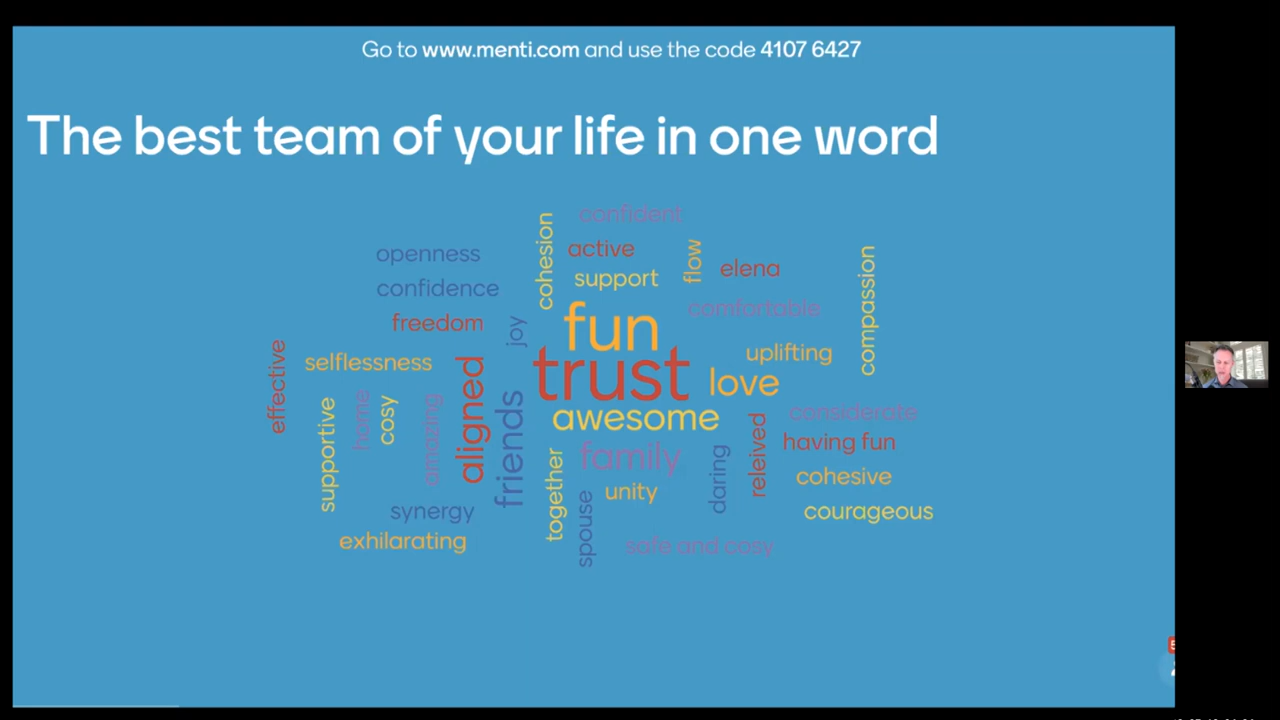 Go to www.menti.com and use the code 4107 6427
The best team of your life in one word
confident
cohesion
active
flow
openness
support
elena
compassion
confidence
comfortable
fun
freedom
joy
uplifting
effective
selflessness
aligned
trust
love
supportive
home
cosy
amazing
friends
awesome
considerate
releived
having fun
family
together
daring
cohesive
unity
spouse
synergy
courageous
exhilarating
safe and cosy